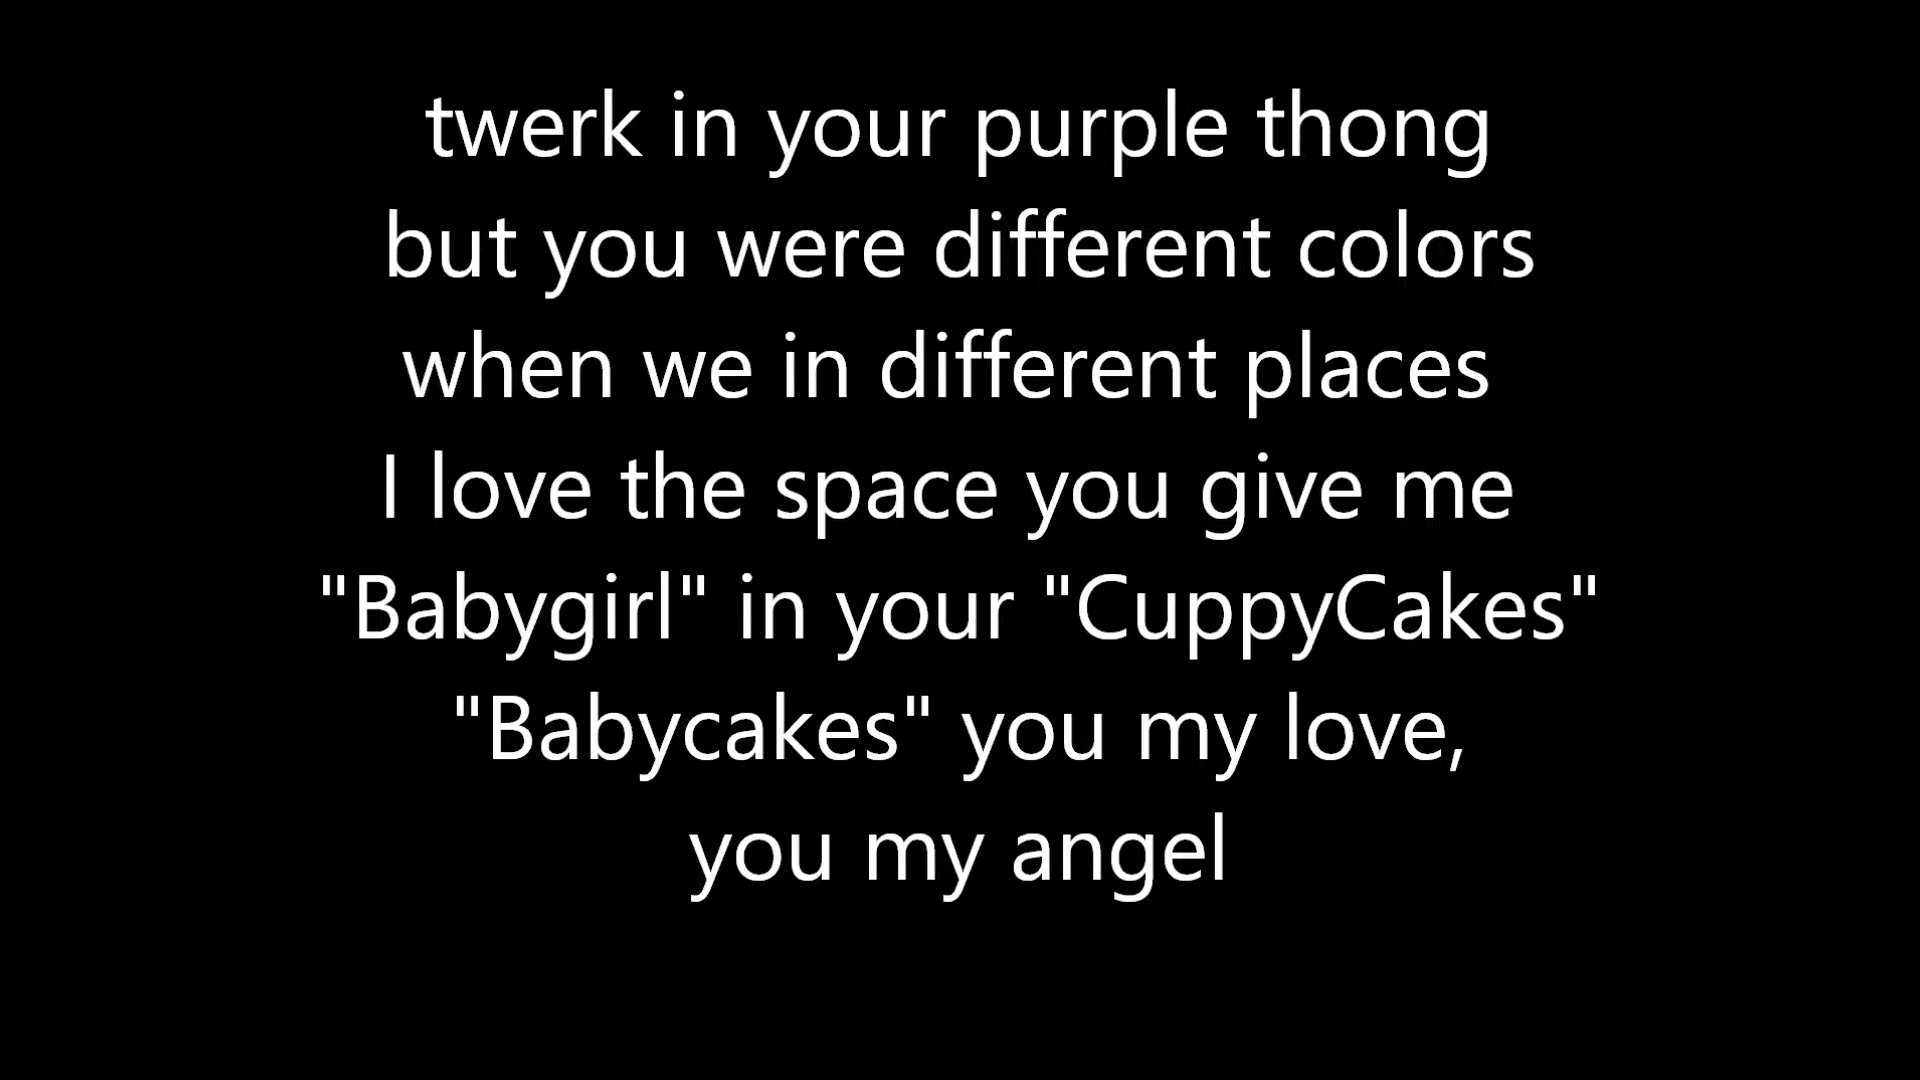 twerk in your purple thong
but you were different colors
when we in different places
I love the space you give me
"Babygirl" in your "CuppyCakes"
"Babycakes" you my love,
you my angel